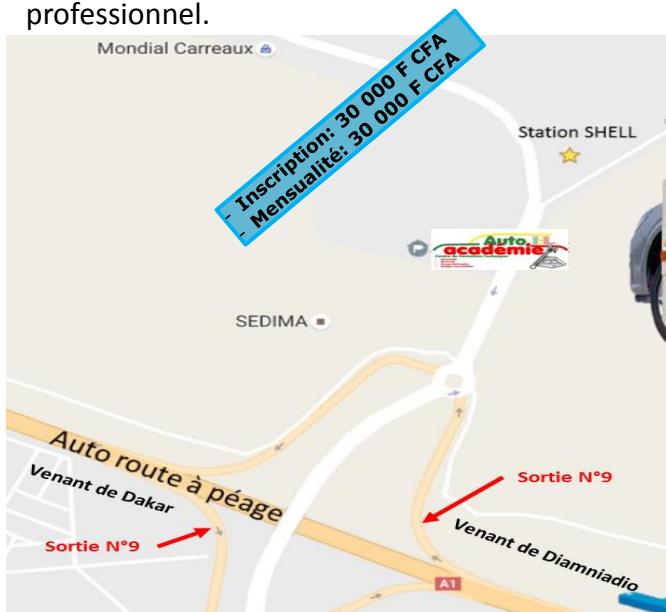 professionnel.
Mondial Carreaux
- Inscription: 30 000 F CFA
- Mensualité: 30 000 F CFA
Station SHELL
Auto
académie
SEDIMA
Auto route à péage
Venant de Dakar
Sortie N°9
Sortie N°9
Venant de Diamniadio
A1